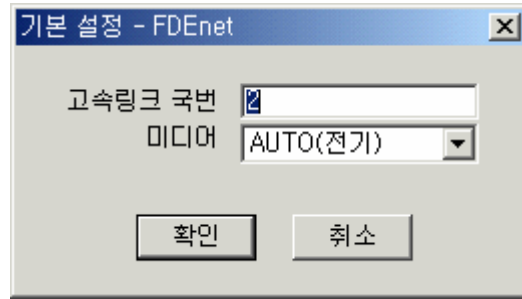 기본 설정 - FDEnet
고속링크 국번 2
미디어 AUTO(전기)
확인 취소